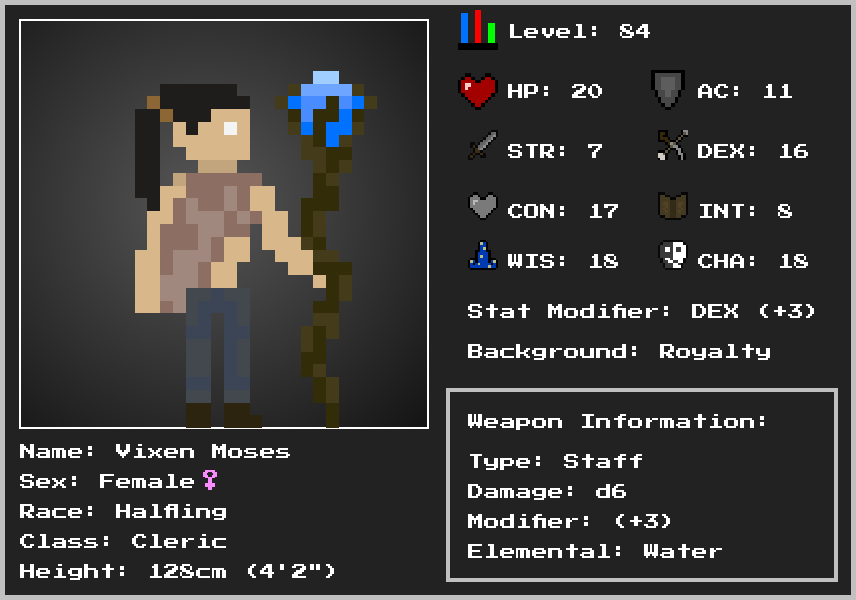 Level: 84
HP: 20
AC: 11
STR: 7
DEX: 16
CON: 17
INT: 8
WIS: 18
CHA: 18
Stat Modifier: DEX (+3)
Background: Royalty
Weapon Information:
Type: Staff
Damage: d6
Modifier: (+3)
Elemental: Water
Name: Vixen Moses
Sex: Female♀
Race: Halfling
Class: Cleric
Height: 128cm (4'2")